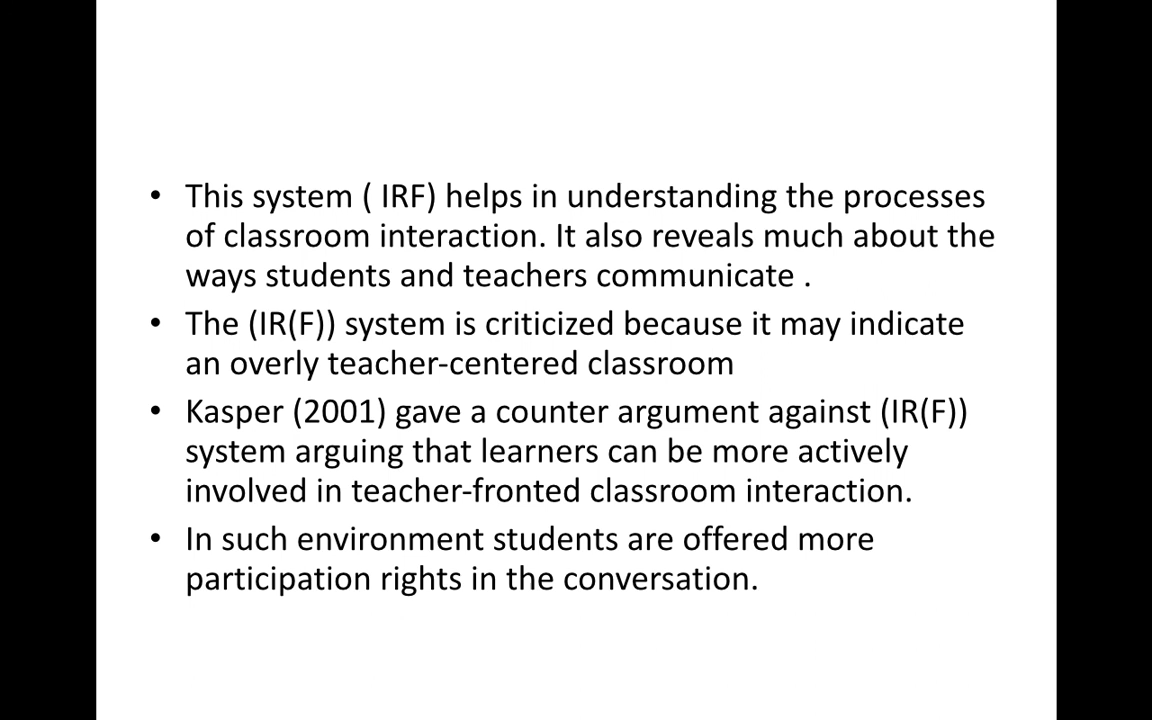 • This system ( IRF) helps in understanding the processes
of classroom interaction. It also reveals much about the
ways students and teachers communicate .
• The (IR(F)) system is criticized because it may indicate
an overly teacher-centered classroom
• Kasper (2001) gave a counter argument against (IR(F))
system arguing that learners can be more actively
involved in teacher-fronted classroom interaction.
• In such environment students are offered more
participation rights in the conversation.